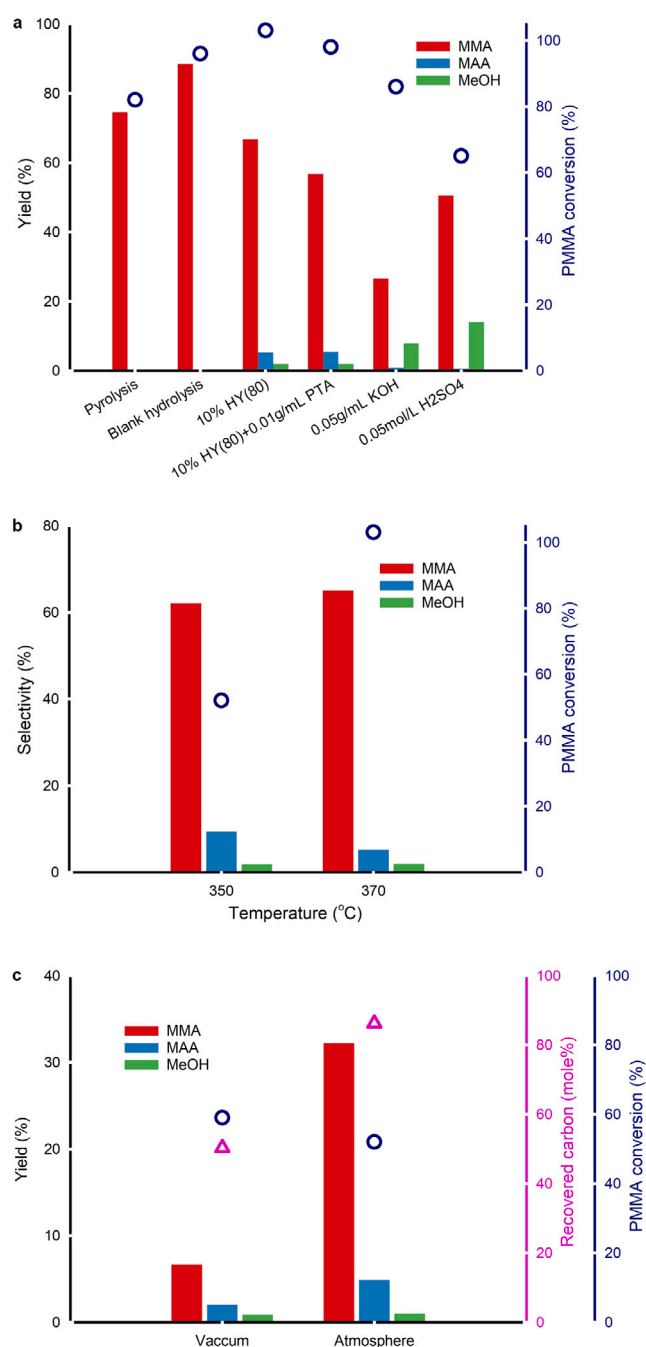 a
Yield (%)
100
80
60
40
20
0
MMA
MAA
MeOH
100
80
60
40
20
0
PMMA conversion (%)
Pyrolysis
Blank hydrolysis
10% HY(80)
10% HY(80)+0.01g/mL PTA
0.05g/mL KOH
0.05mol/L H2SO4
b
Selectivity (%)
80
60
40
20
0
MMA
MAA
MeOH
100
80
60
40
20
0
PMMA conversion (%)
350
370
Temperature (°C)
c
Yield (%)
40
30
20
10
0
MMA
MAA
MeOH
100
80
60
40
20
0
Recovered carbon (mole%)
100
80
60
40
20
0
PMMA conversion (%)
Vaccum
Atmosphere